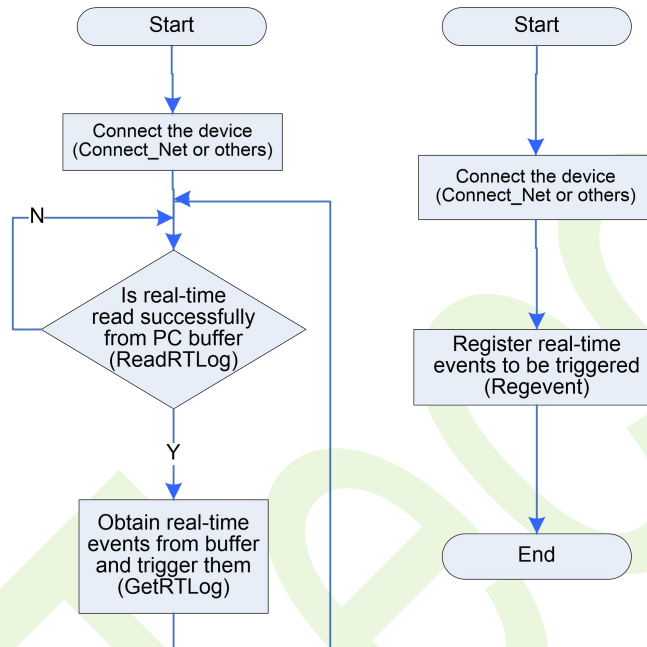 Start
Connect the device
(Connect_Net or others)
N
Is real-time
read successfully
from PC buffer
(ReadRTLog)
Y
Obtain real-time
events from buffer
and trigger them
(GetRTLog)
Start
Connect the device
(Connect_Net or others)
Register real-time
events to be triggered
(Regevent)
End